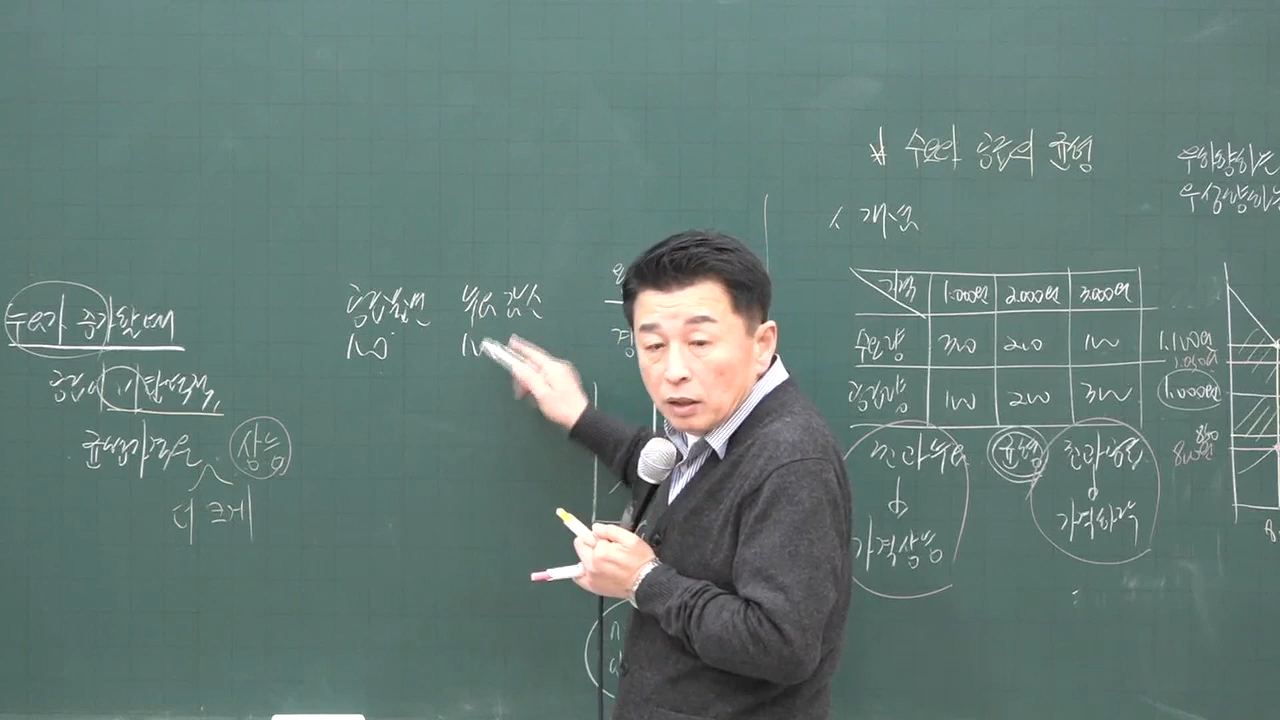 수요가 증가할 때
공급이 비탄력적,
균형가격은 상승
더 크게
공급불변 수요감소
100
수요와 공급의 균형
1. 개념
가격 1,000원 2,000원 3,000원
수요량 300 200 100
공급량 100 200 300
초과수요 균형 초과공급
가격상승 가격하락
우하향하는
우상향하는
1,100원
1,000원
800원